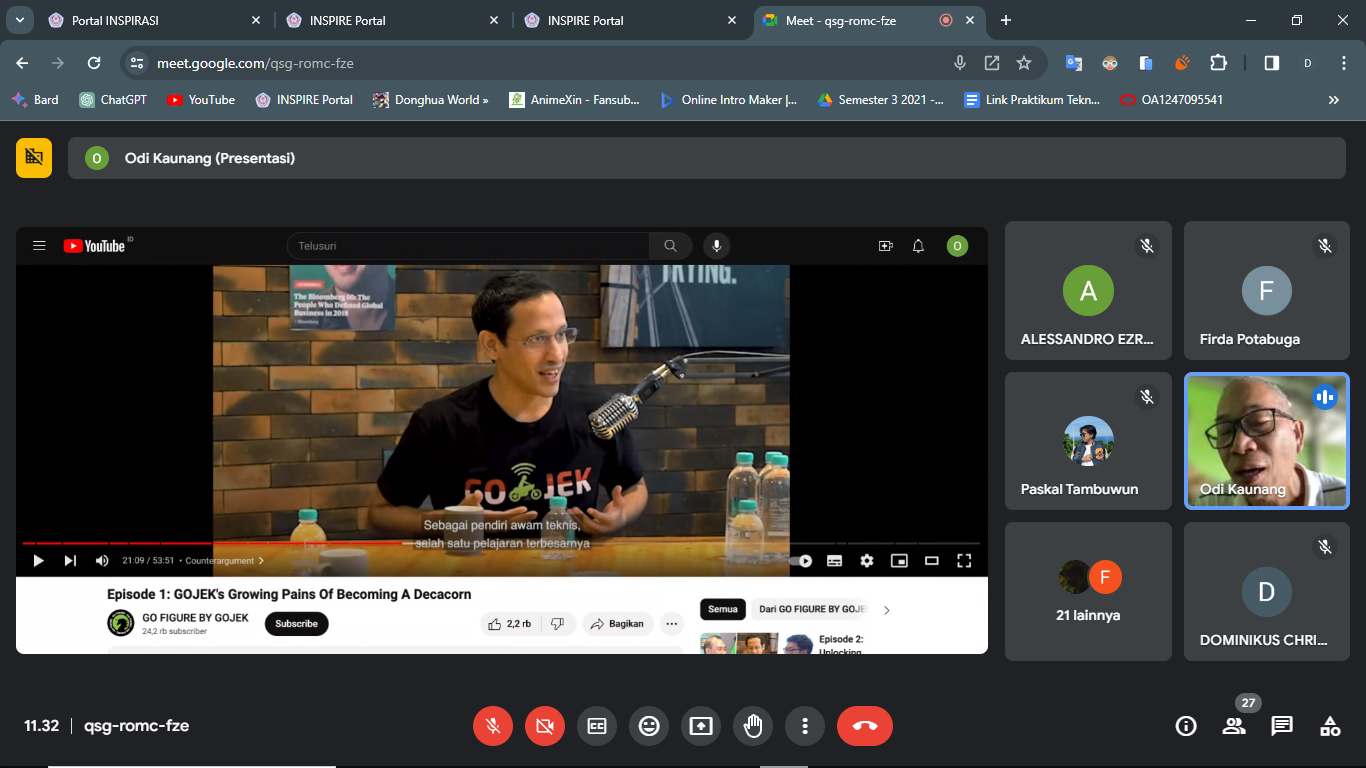 Portal INSPIRASI
INSPIRE Portal
INSPIRE Portal
Meet - qsg-romc-fze
meet.google.com/qsg-romc-fze
D
Bard
ChatGPT
YouTube
INSPIRE Portal
Donghua World »
AnimeXin - Fansub...
Online Intro Maker |...
Semester 3 2021 -...
Link Praktikum Tekn...
OA1247095541
»
O
Odi Kaunang (Presentasi)
YouTube ID
Telusuri
O
ECONOMICS
The Bloomberg 50: The
People Who Defined Global
Business in 2018
TRYING.
GOJEK
Sebagai pendiri awam teknis,
salah satu pelajaran terbesarnya
21:09 / 53:51 • Counterargument
Episode 1: GOJEK's Growing Pains Of Becoming A Decacorn
GO FIGURE BY GOJEK
24,2 rb subscriber
Subscribe
2,2 rb
Bagikan
Semua
Dari GO FIGURE BY GOJE
Episode 2:
Unlocking
A
ALESSANDRO EZR...
F
Firda Potabuga
Paskal Tambuwun
Odi Kaunang
F
21 lainnya
D
DOMINIKUS CHRI...
11.32
qsg-romc-fze
27